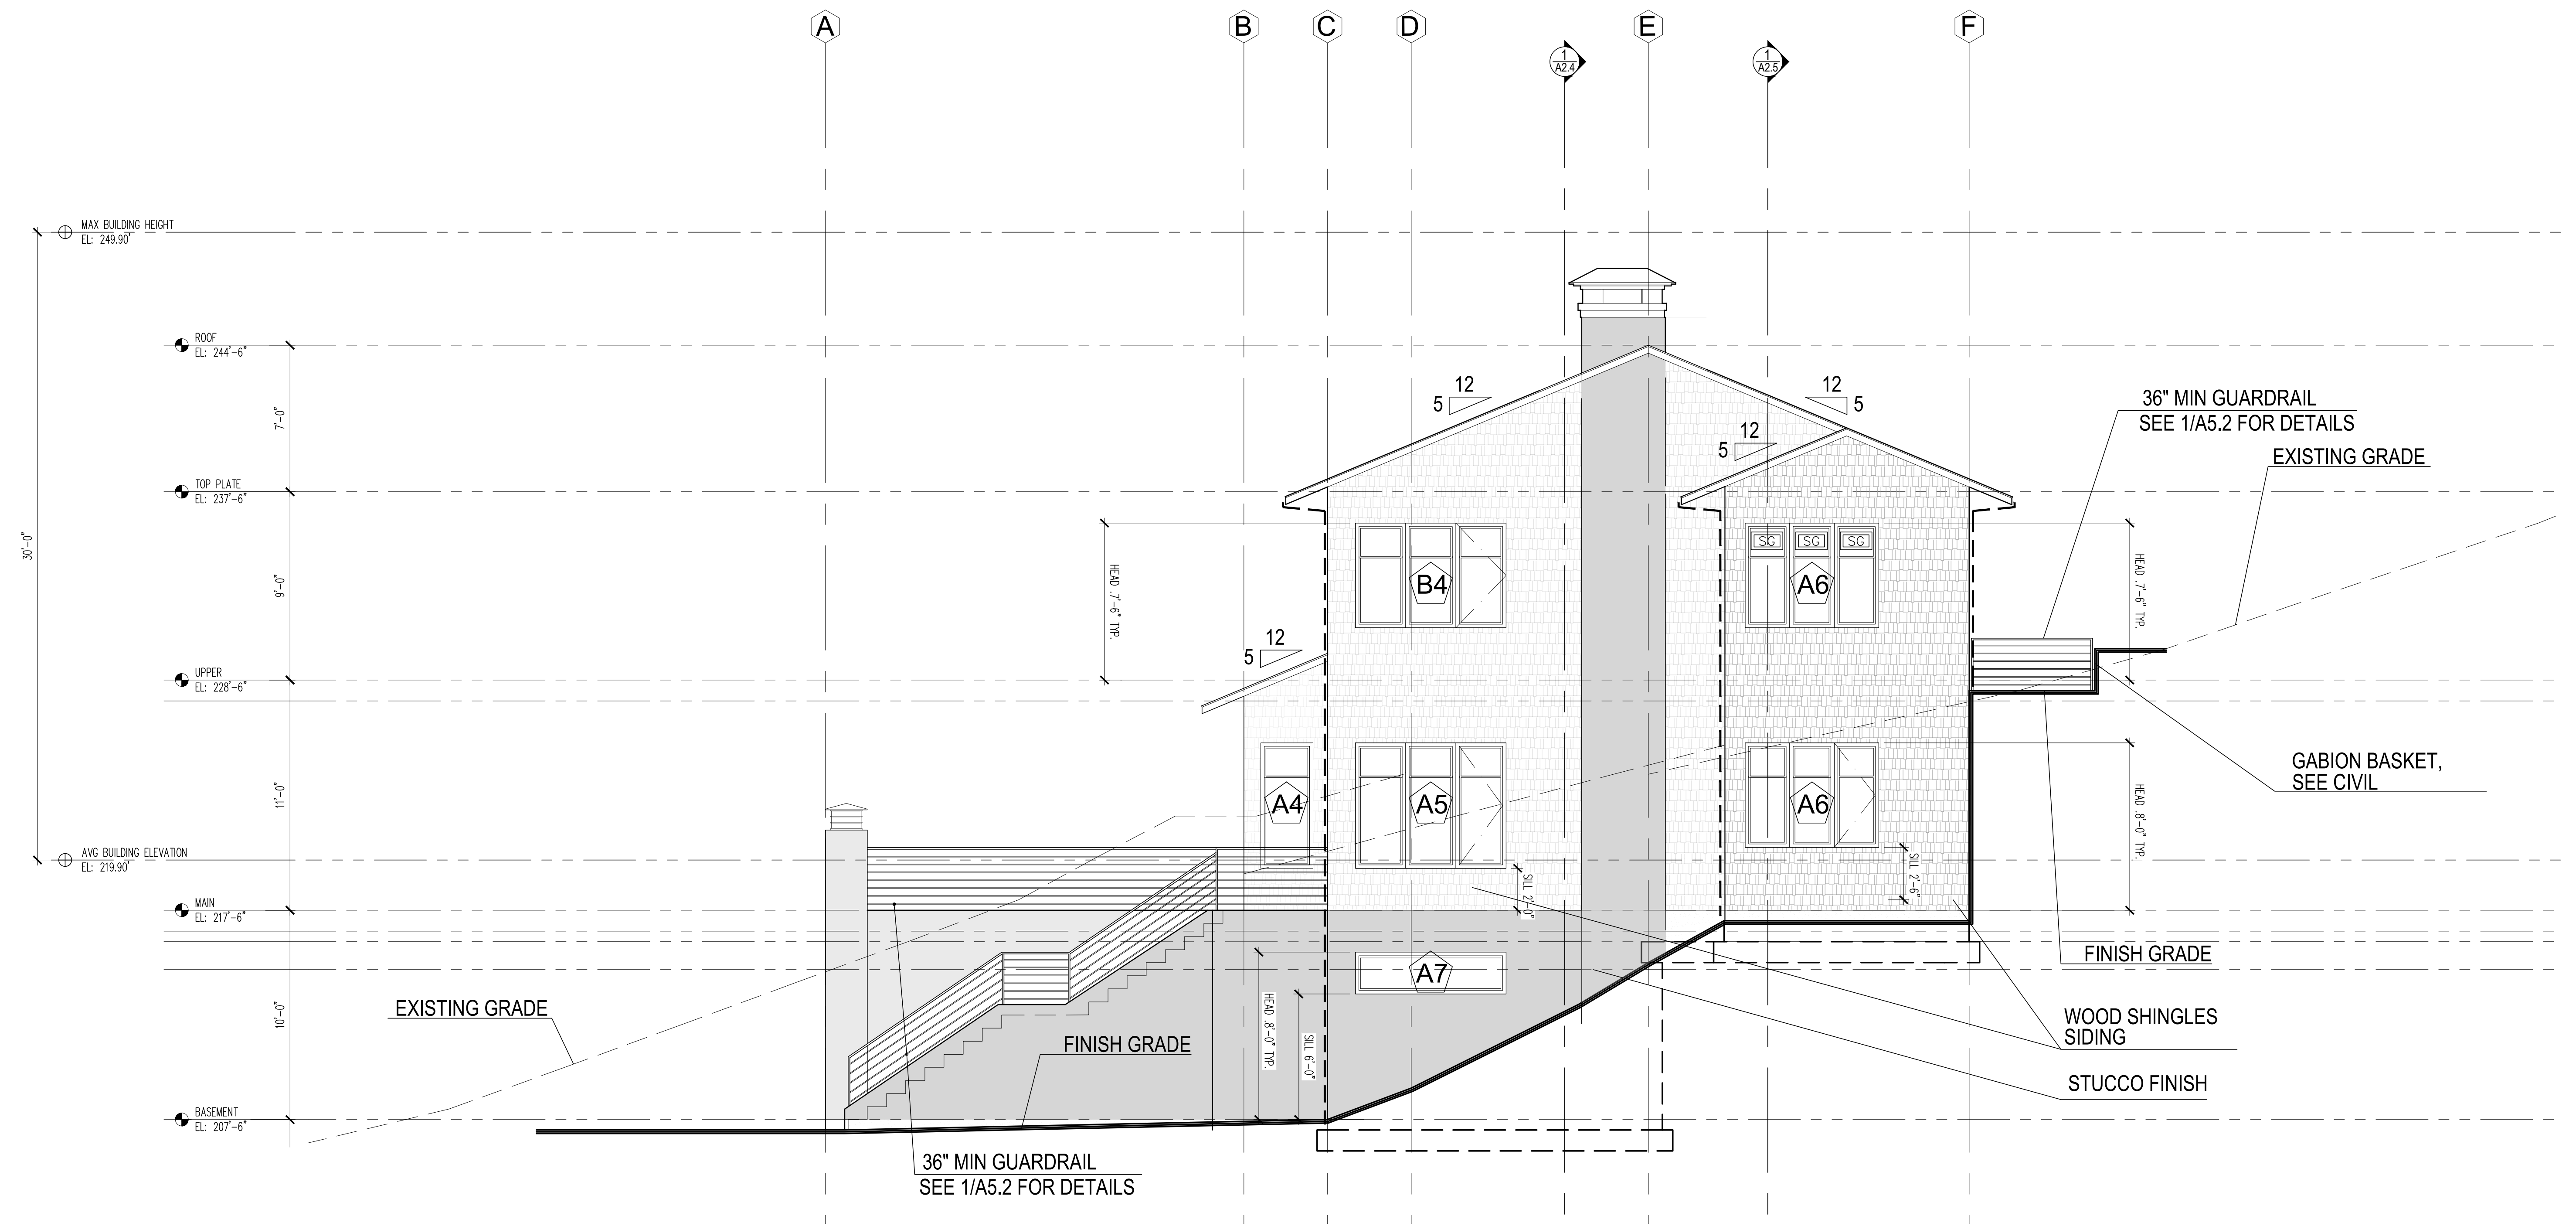 A
B
C
D
E
F
1
A2.4
1
A2.5
MAX BUILDING HEIGHT
EL: 249.90'
ROOF
EL: 244'-6"
7'-0"
12
5
12
5
12
5
36" MIN GUARDRAIL
SEE 1/A5.2 FOR DETAILS
EXISTING GRADE
TOP PLATE
EL: 237'-6"
30'-0"
9'-0"
HEAD .7'-6" TYP.
B4
SG
SG
SG
A6
HEAD .7'-6" TYP.
12
5
UPPER
EL: 228'-6"
11'-0"
A4
A5
A6
HEAD .8'-0" TYP.
GABION BASKET,
SEE CIVIL
AVG BUILDING ELEVATION
EL: 219.90'
SILL 2'-0"
SILL 2'-6"
MAIN
EL: 217'-6"
10'-0"
A7
FINISH GRADE
EXISTING GRADE
FINISH GRADE
HEAD .8'-0" TYP.
SILL 6'-0"
WOOD SHINGLES
SIDING
STUCCO FINISH
BASEMENT
EL: 207'-6"
36" MIN GUARDRAIL
SEE 1/A5.2 FOR DETAILS